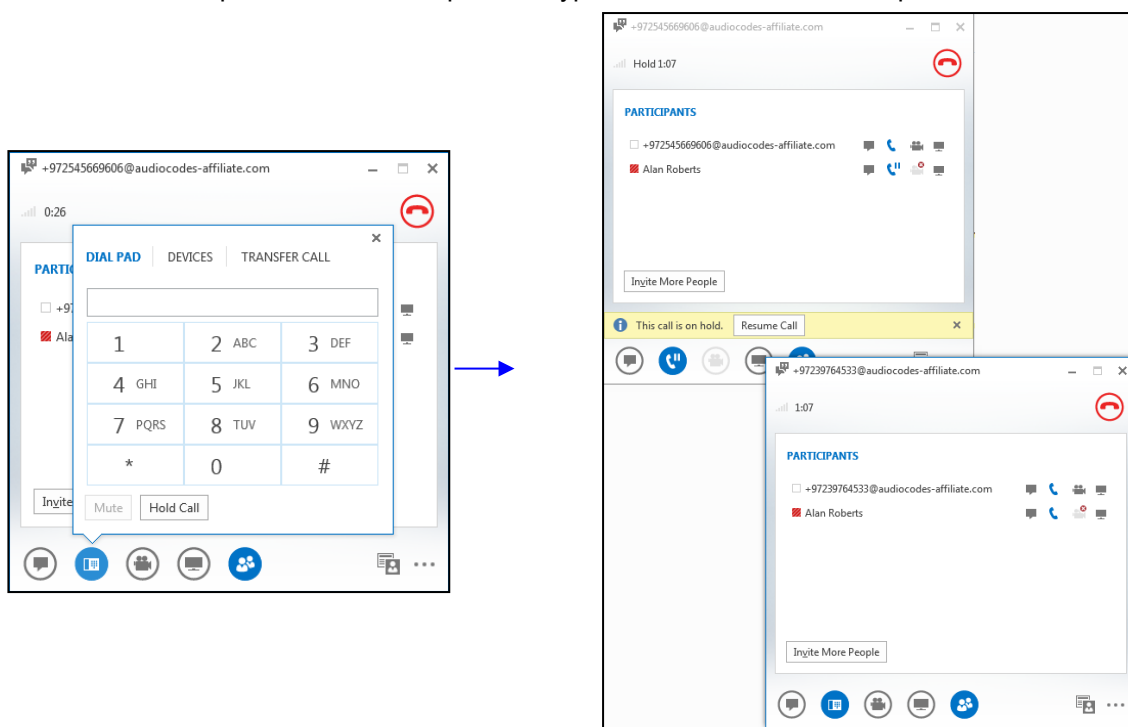 +972545669606@audiocodes-affiliate.com
0:26
DIAL PAD DEVICES TRANSFER CALL
1 2 ABC 3 DEF
4 GHI 5 JKL 6 MNO
7 PQRS 8 TUV 9 WXYZ
* 0 #
Invite
Mute Hold Call
+972545669606@audiocodes-affiliate.com
Hold 1:07
PARTICIPANTS
+972545669606@audiocodes-affiliate.com
Alan Roberts
Invite More People
This call is on hold. Resume Call
+97239764533@audiocodes-affiliate.com
1:07
PARTICIPANTS
+97239764533@audiocodes-affiliate.com
Alan Roberts
Invite More People